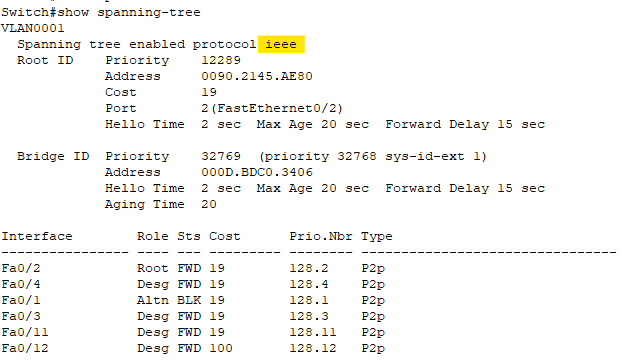 Switch#show spanning-tree
VLAN0001
  Spanning tree enabled protocol ieee
  Root ID    Priority    12289
             Address     0090.2145.AE80
             Cost        19
             Port        2(FastEthernet0/2)
             Hello Time  2 sec  Max Age 20 sec  Forward Delay 15 sec

  Bridge ID  Priority    32769  (priority 32768 sys-id-ext 1)
             Address     000D.BDC0.3406
             Hello Time  2 sec  Max Age 20 sec  Forward Delay 15 sec
             Aging Time  20

Interface        Role Sts Cost      Prio.Nbr Type
---------------- ---- --- --------- -------- --------------------------------
Fa0/2            Root FWD 19        128.2    P2p
Fa0/4            Desg FWD 19        128.4    P2p
Fa0/1            Altn BLK 19        128.1    P2p
Fa0/3            Desg FWD 19        128.3    P2p
Fa0/11           Desg FWD 19        128.11   P2p
Fa0/12           Desg FWD 100       128.12   P2p